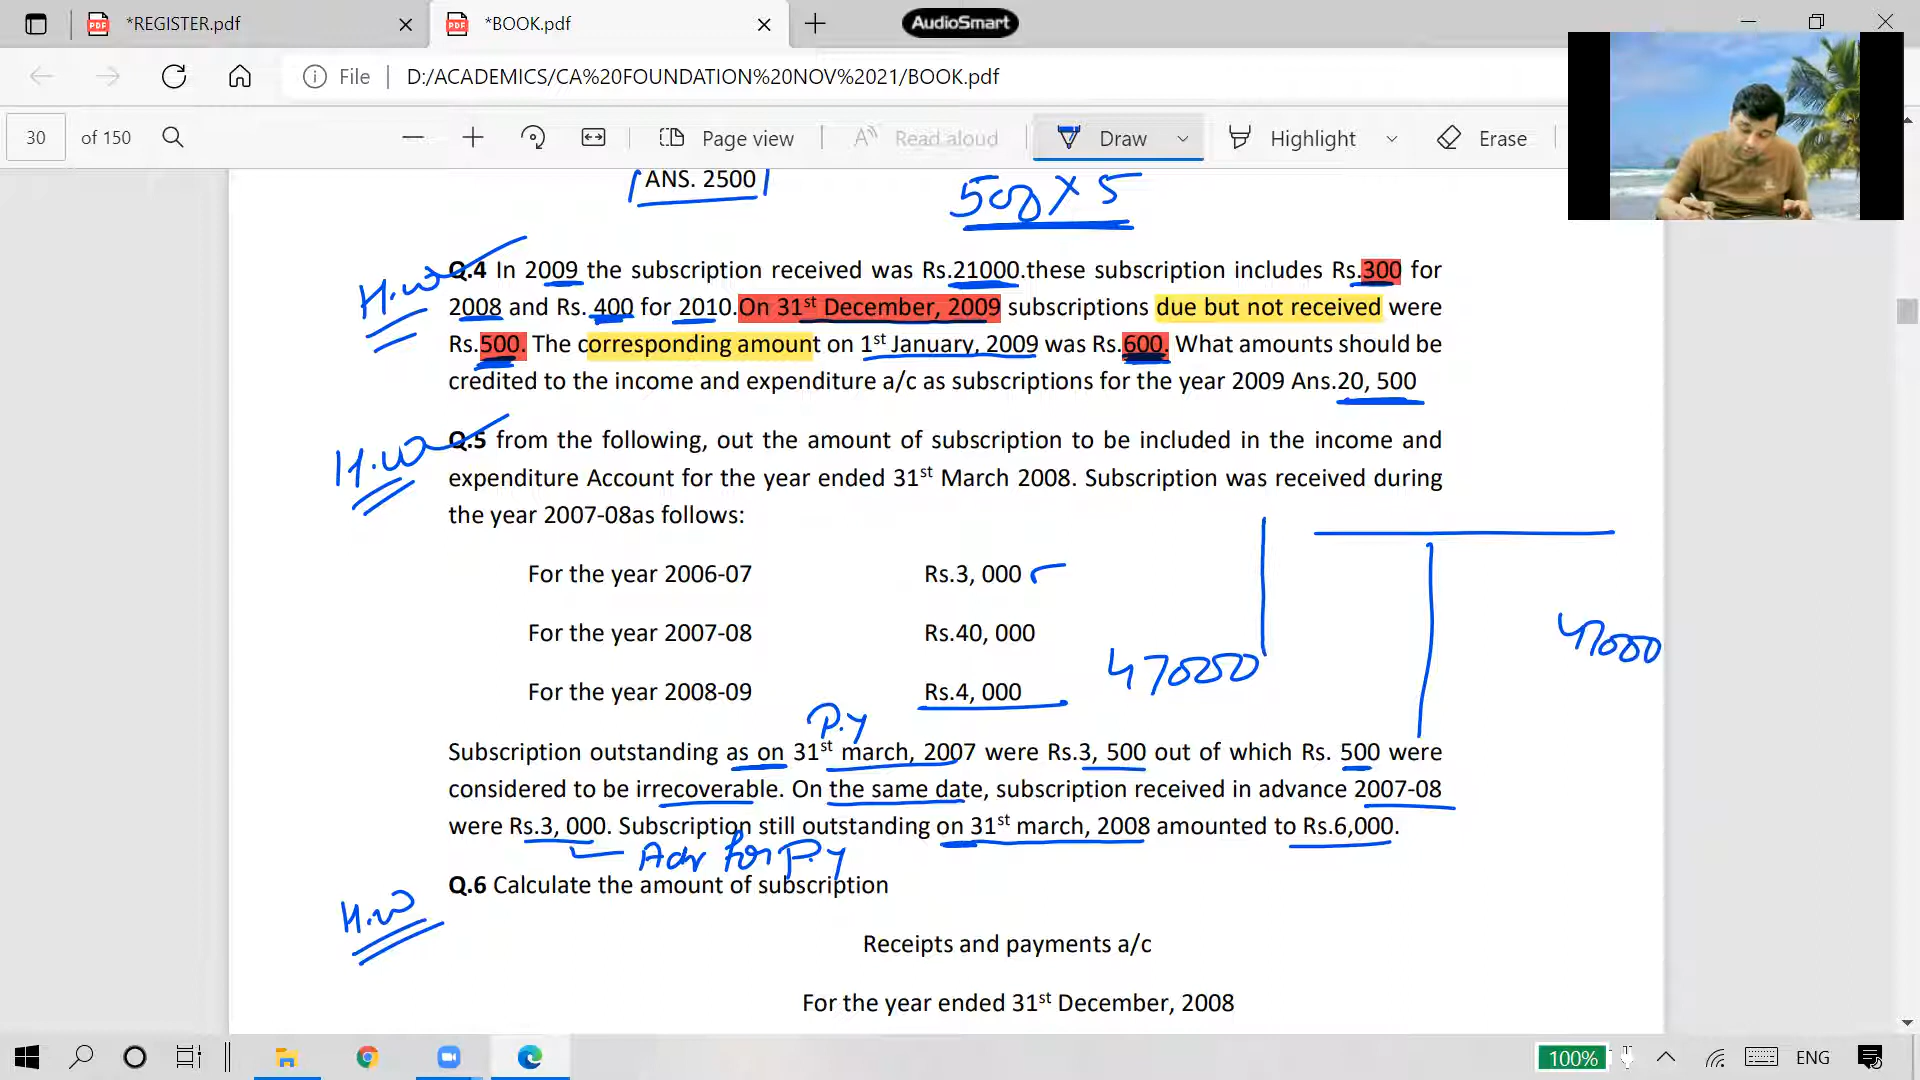 *REGISTER.pdf
*BOOK.pdf
AudioSmart
File
D:/ACADEMICS/CA%20FOUNDATION%20NOV%2021/BOOK.pdf
30 of 150
Page view
Read aloud
Draw
Highlight
Erase
ANS. 2500
500 x 5
H.W
Q.4 In 2009 the subscription received was Rs.21000.these subscription includes Rs.300 for
2008 and Rs. 400 for 2010.On 31st December, 2009 subscriptions due but not received were
Rs.500. The corresponding amount on 1st January, 2009 was Rs.600. What amounts should be
credited to the income and expenditure a/c as subscriptions for the year 2009 Ans.20, 500
H.W
Q.5 from the following, out the amount of subscription to be included in the income and
expenditure Account for the year ended 31st March 2008. Subscription was received during
the year 2007-08as follows:
For the year 2006-07 Rs.3, 000
For the year 2007-08 Rs.40, 000
47000
47000
For the year 2008-09 Rs.4, 000
P.Y
Subscription outstanding as on 31st march, 2007 were Rs.3, 500 out of which Rs. 500 were
considered to be irrecoverable. On the same date, subscription received in advance 2007-08
were Rs.3, 000. Subscription still outstanding on 31st march, 2008 amounted to Rs.6,000.
Adv for P.Y
H.W
Q.6 Calculate the amount of subscription
Receipts and payments a/c
For the year ended 31st December, 2008
100%
ENG